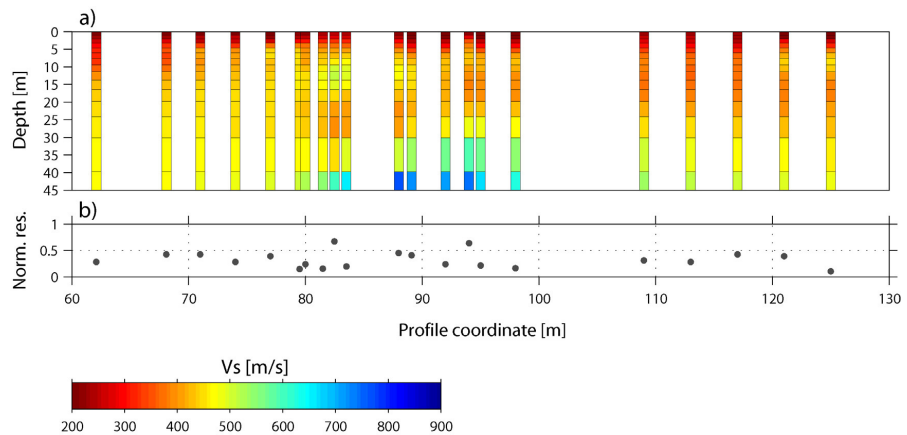 a)
0
5
10
15
20
25
30
35
40
45
Depth [m]
b)
1
0.5
0
Norm. res.
60 70 80 90 100 110 120 130
Profile coordinate [m]
Vs [m/s]
200 300 400 500 600 700 800 900